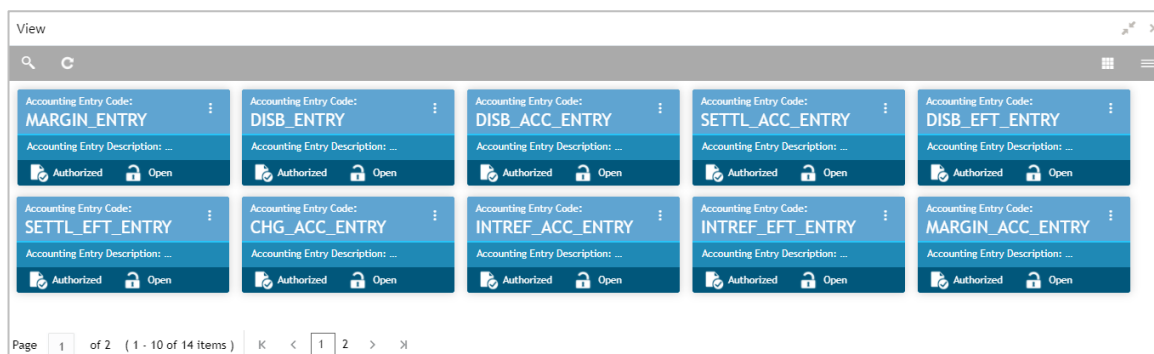 View
Accounting Entry Code: Accounting Entry Code: Accounting Entry Code: Accounting Entry Code: Accounting Entry Code:
MARGIN_ENTRY DISB_ENTRY DISB_ACC_ENTRY SETTL_ACC_ENTRY DISB_EFT_ENTRY
Accounting Entry Description: ... Accounting Entry Description: ... Accounting Entry Description: ... Accounting Entry Description: ... Accounting Entry Description: ...
Authorized Open Authorized Open Authorized Open Authorized Open Authorized Open
Accounting Entry Code: Accounting Entry Code: Accounting Entry Code: Accounting Entry Code: Accounting Entry Code:
SETTL_EFT_ENTRY CHG_ACC_ENTRY INTREF_ACC_ENTRY INTREF_EFT_ENTRY MARGIN_ACC_ENTRY
Accounting Entry Description: ... Accounting Entry Description: ... Accounting Entry Description: ... Accounting Entry Description: ... Accounting Entry Description: ...
Authorized Open Authorized Open Authorized Open Authorized Open Authorized Open
Page 1 of 2 ( 1 - 10 of 14 items ) 1 2